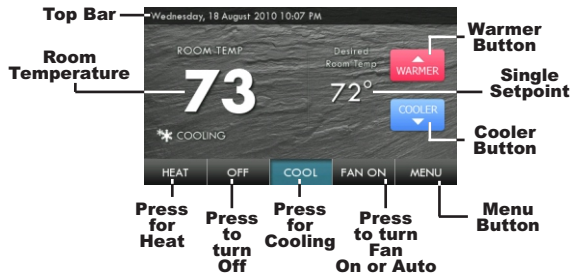 Top Bar
Wednesday, 18 August 2010 10:07 PM
Warmer
Button
ROOM TEMP
Desired
Room Temp
WARMER
Room
Temperature
73
72°
Single
Setpoint
COOLER
Cooler
Button
COOLING
HEAT OFF COOL FAN ON MENU
Press
for
Heat
Press
to
turn
Off
Press
for
Cooling
Press
to turn
Fan
On or Auto
Menu
Button